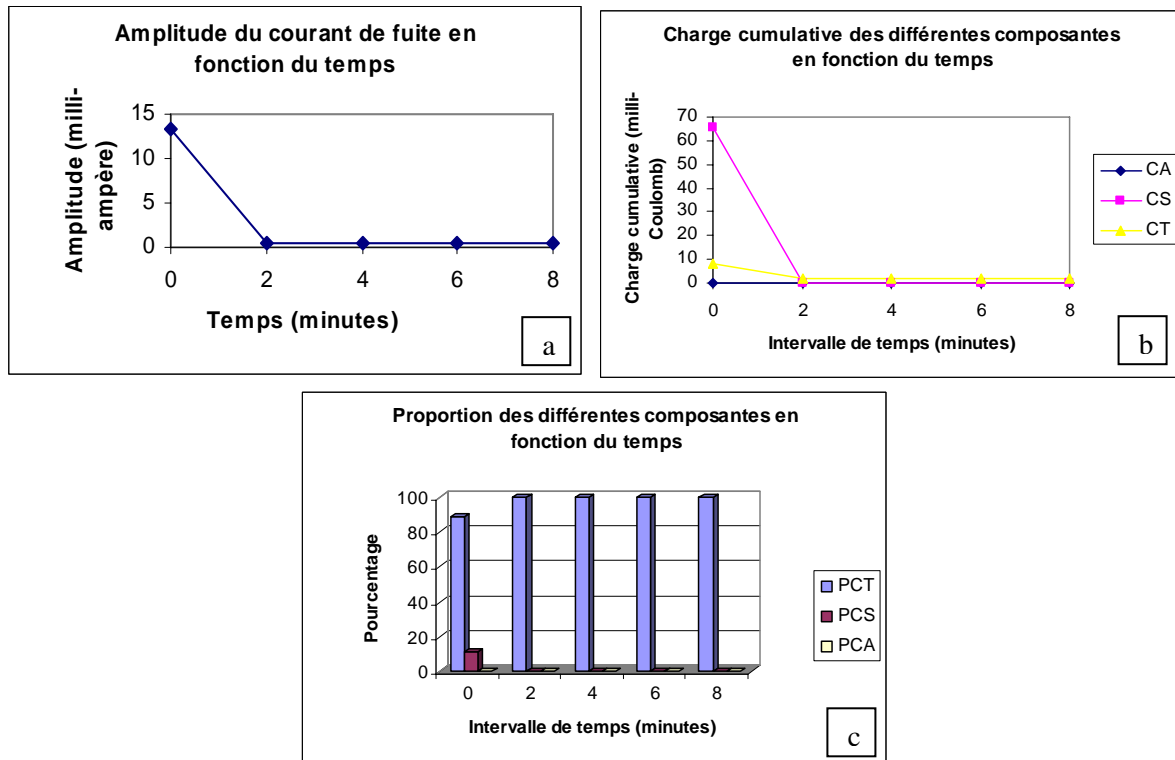 Amplitude du courant de fuite en
fonction du temps
Amplitude (milli-
ampère)
15
10
5
0
0 2 4 6 8
Temps (minutes)
a
Charge cumulative des différentes composantes
en fonction du temps
Charge cumulative (milli-
Coulomb)
70
60
50
40
30
20
10
0
0 2 4 6 8
Intervalle de temps (minutes)
CA
CS
CT
b
Proportion des différentes composantes en
fonction du temps
Pourcentage
100
80
60
40
20
0
0 2 4 6 8
Intervalle de temps (minutes)
PCT
PCS
PCA
c